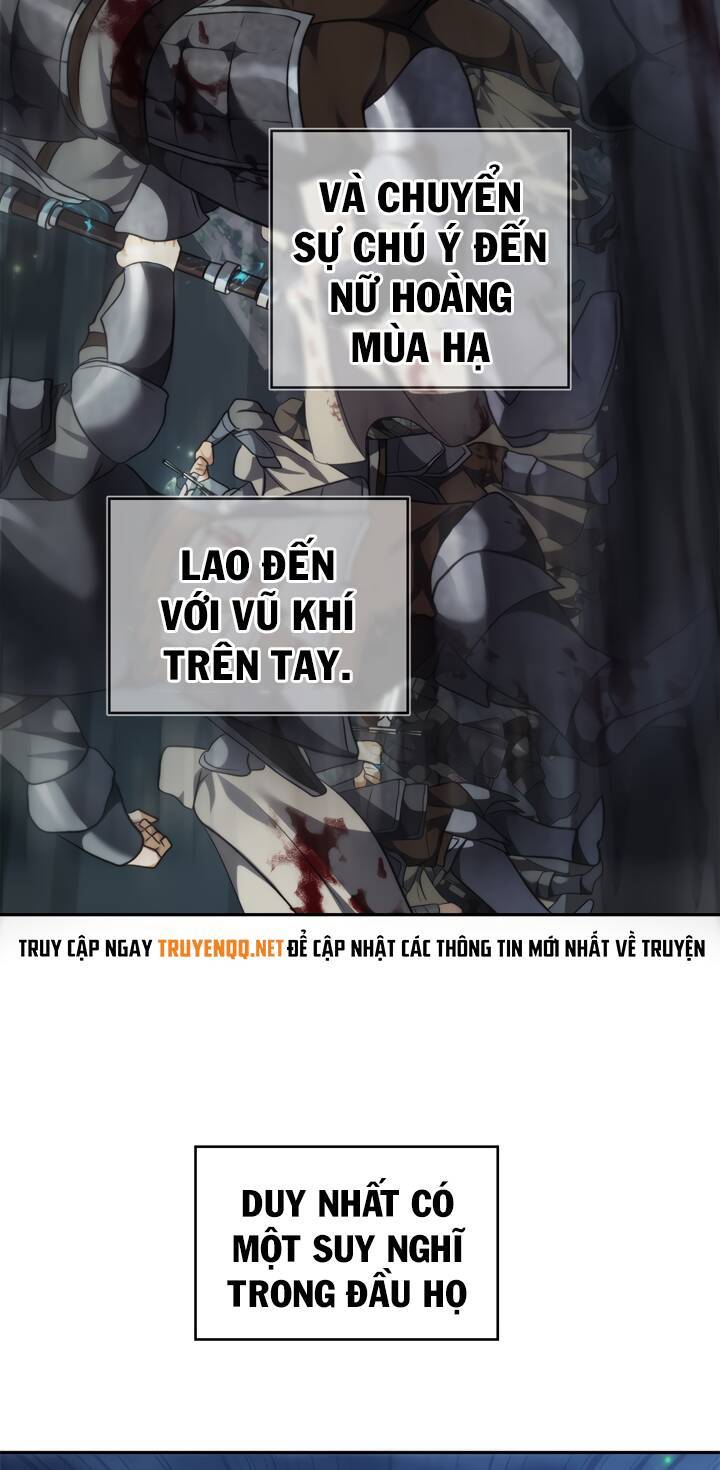 VÀ CHUYỂN
SỰ CHÚ Ý ĐẾN
NỮ HOÀNG
MÙA HẠ
LAO ĐẾN
VỚI VŨ KHÍ
TRÊN TAY.
TRUY CẬP NGAY TRUYENQQ.NET ĐỂ CẬP NHẬT CÁC THÔNG TIN MỚI NHẤT VỀ TRUYỆN
DUY NHẤT CÓ
MỘT SUY NGHĨ
TRONG ĐẦU HỌ